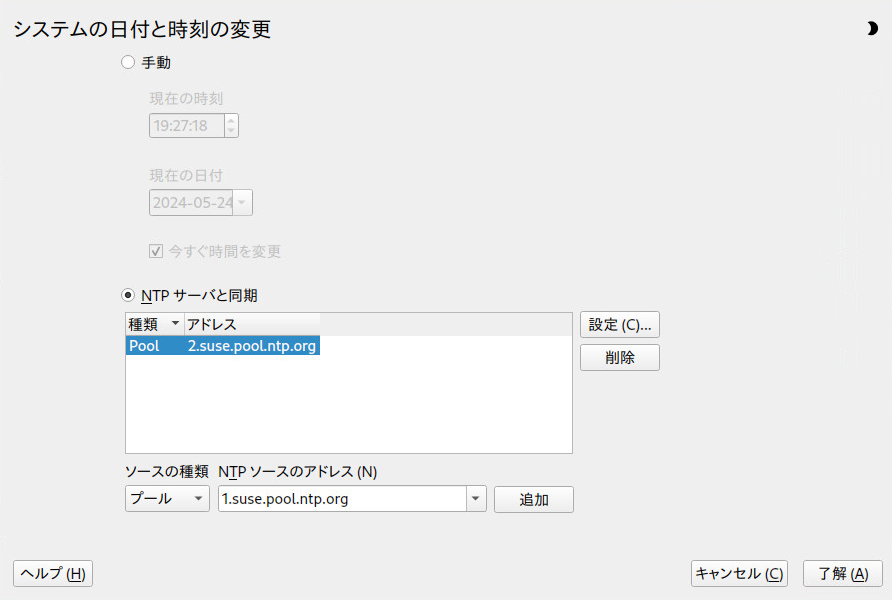 システムの日付と時刻の変更
手動
現在の時刻
19:27:18
現在の日付
2024-05-24
今すぐ時間を変更
NTP サーバと同期
種類 アドレス
Pool 2.suse.pool.ntp.org
設定 (C)...
削除
ソースの種類 NTP ソースのアドレス (N)
プール 1.suse.pool.ntp.org 追加
ヘルプ (H) キャンセル (C) 了解 (A)